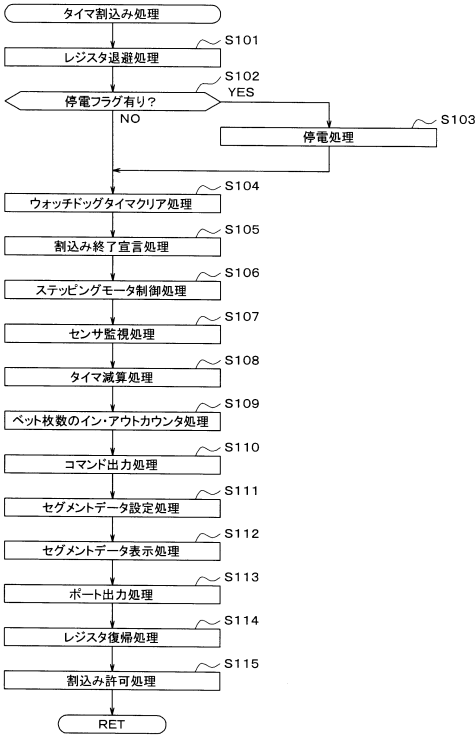 タイマ割込み処理
S101
レジスタ退避処理
S102
停電フラグ有り?
YES
NO
S103
停電処理
S104
ウォッチドッグタイマクリア処理
S105
割込み終了宣言処理
S106
ステッピングモータ制御処理
S107
センサ監視処理
S108
タイマ減算処理
S109
ベット枚数のイン・アウトカウンタ処理
S110
コマンド出力処理
S111
セグメントデータ設定処理
S112
セグメントデータ表示処理
S113
ポート出力処理
S114
レジスタ復帰処理
S115
割込み許可処理
RET